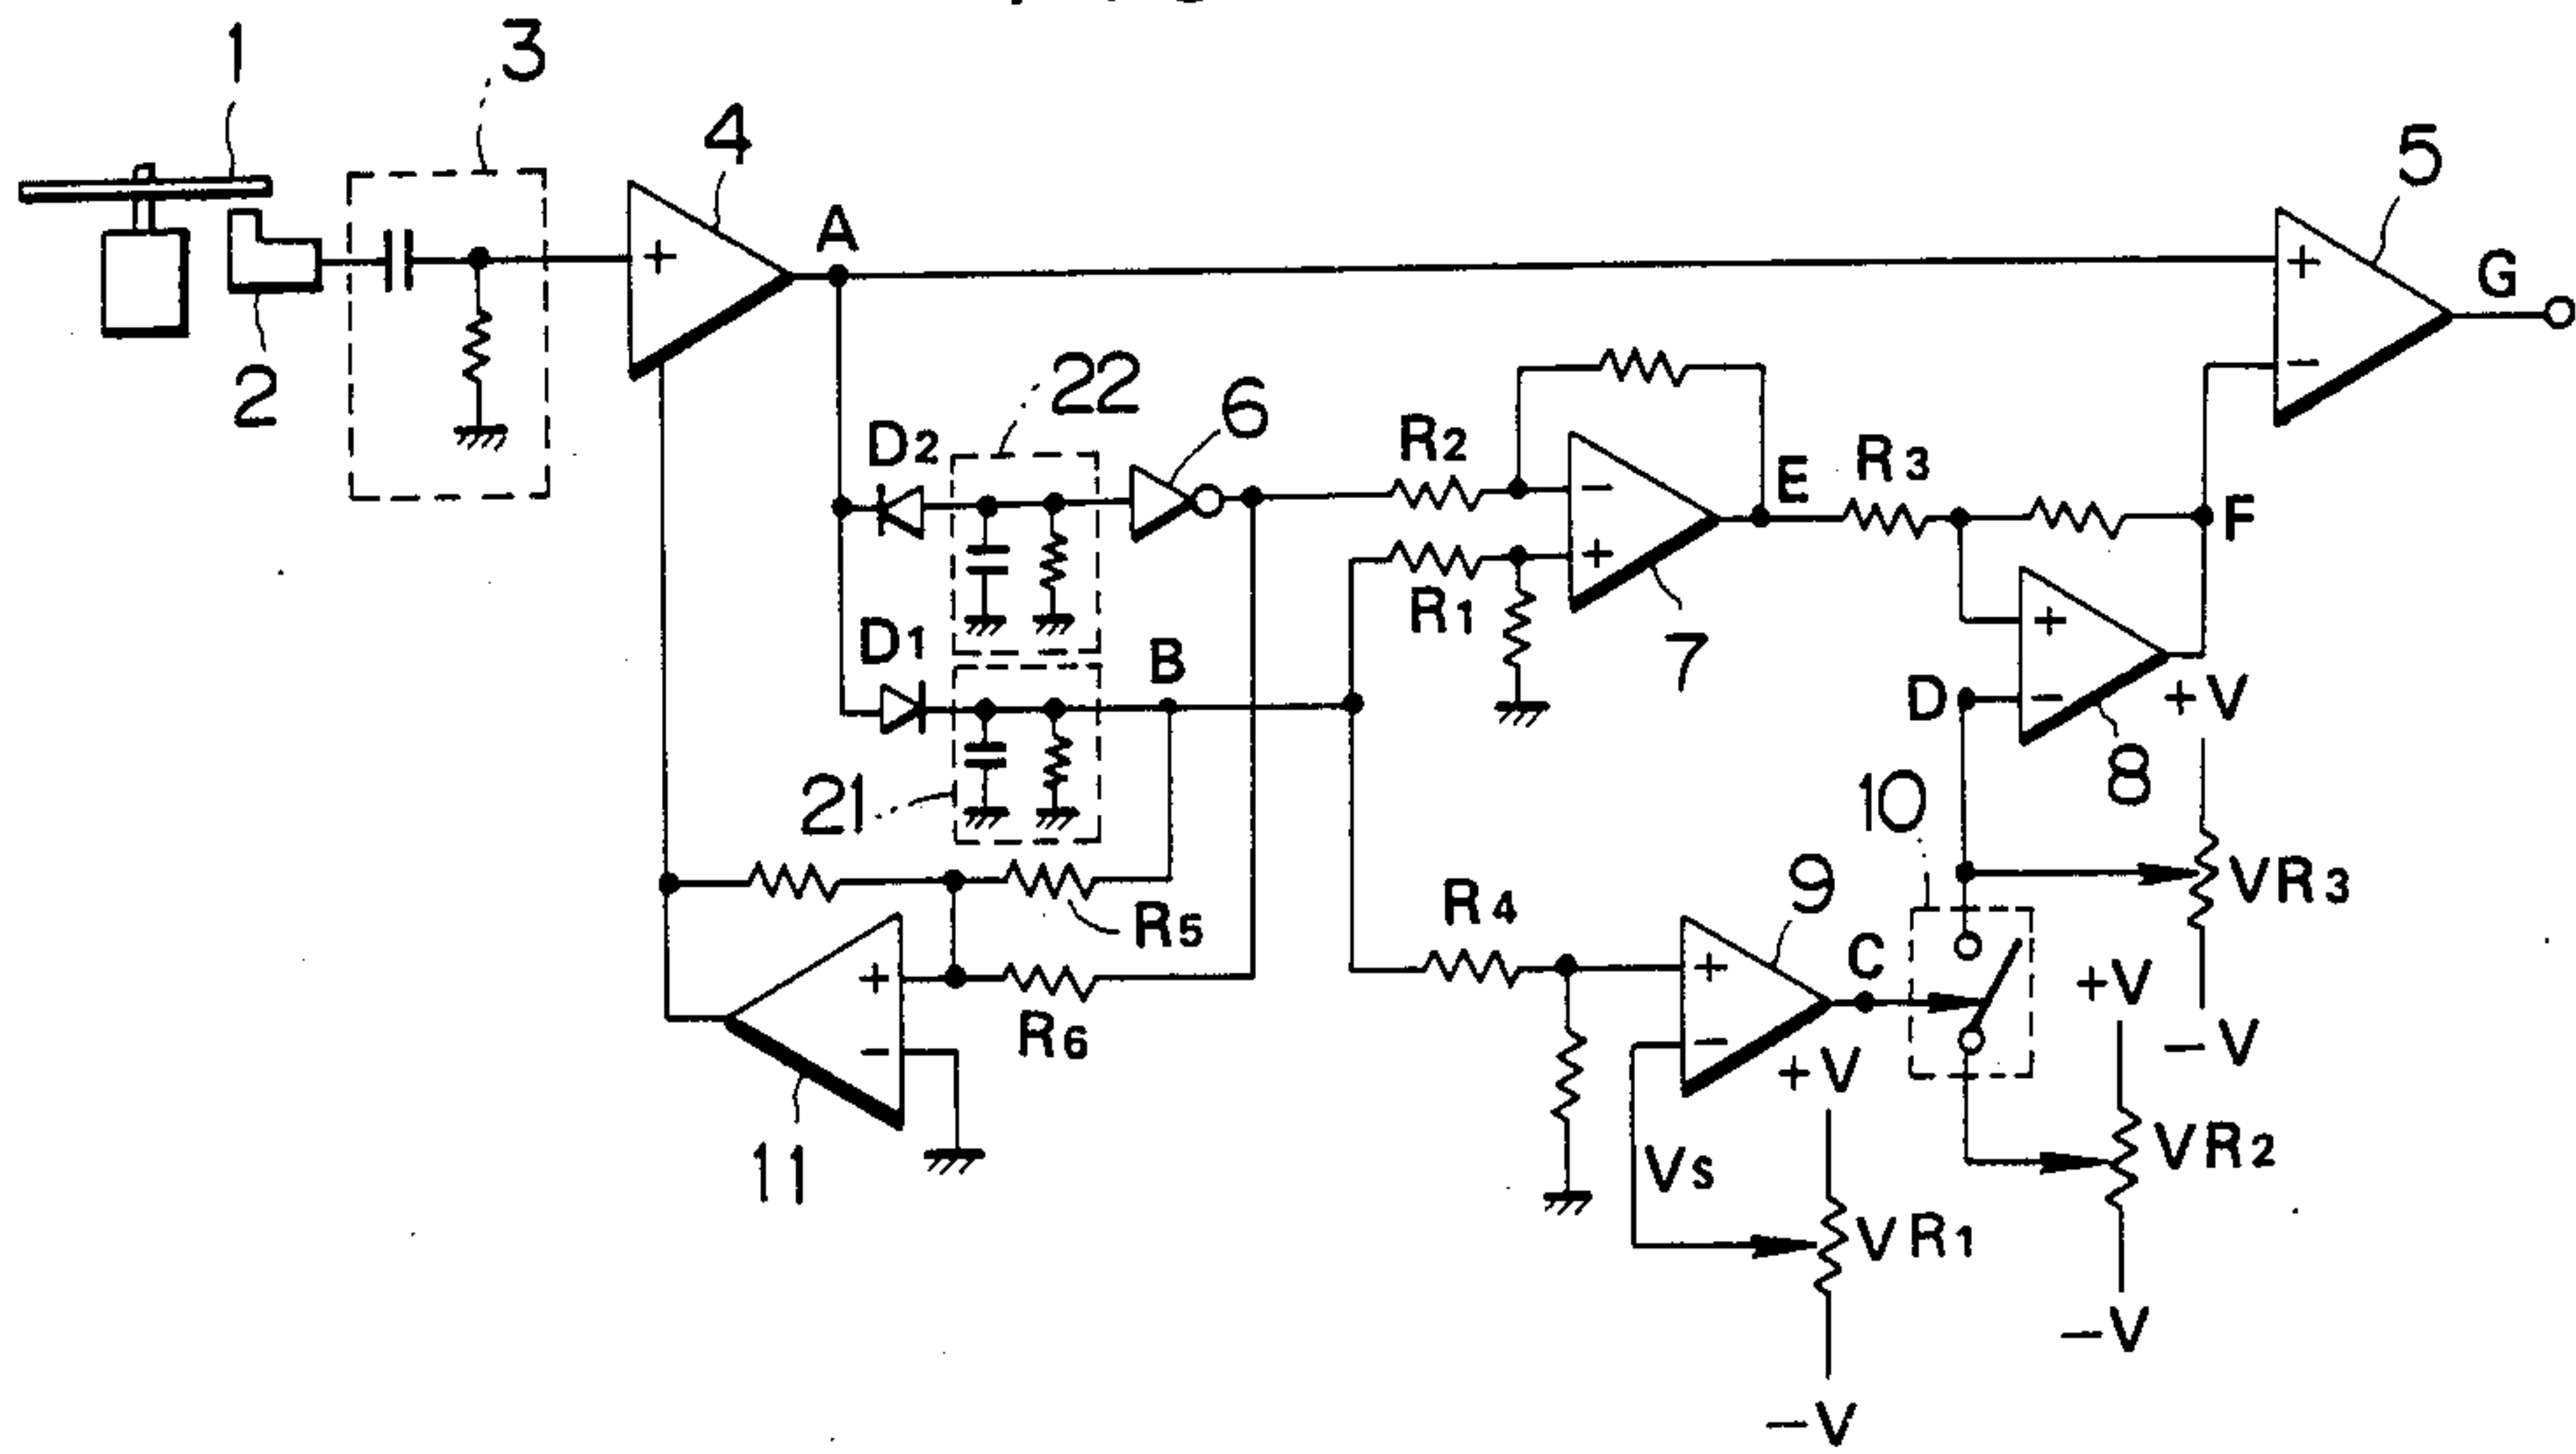 1
3
4
A
5
G
2
22
6
D2
R2
E
R3
F
R1
7
D1
B
D
+V
8
21
10
R5
R4
9
C
VR3
-V
R6
11
+V
Vs
+V
VR1
-V
VR2
-V
+
+
-
-
+
+
-
+
-
+
-